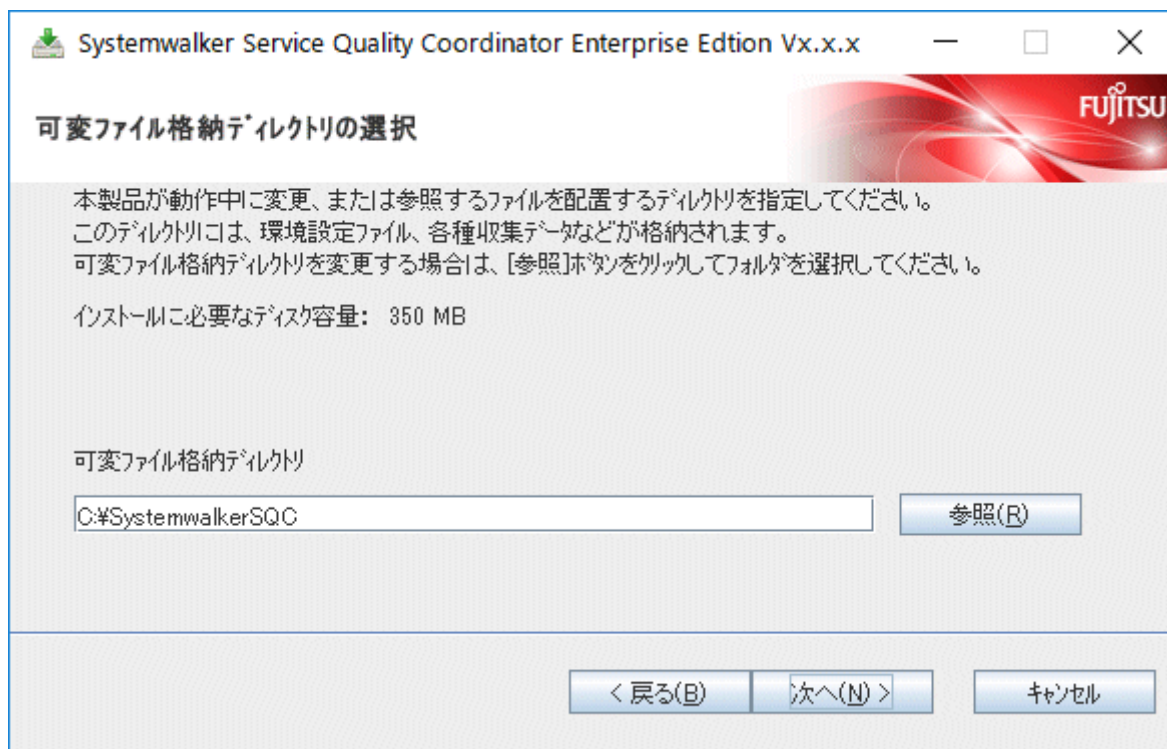 Systemwalker Service Quality Coordinator Enterprise Edtion Vx.x.x
FUJITSU
可変ファイル格納ディレクトリの選択
本製品が動作中に変更、または参照するファイルを配置するディレクトリを指定してください。
このディレクトリには、環境設定ファイル、各種収集データなどが格納されます。
可変ファイル格納ディレクトリを変更する場合は、[参照]ボタンをクリックしてフォルダを選択してください。
インストールに必要なディスク容量: 350 MB
可変ファイル格納ディレクトリ
C:¥SystemwalkerSQC
参照(R)
< 戻る(B)
次へ(N) >
キャンセル